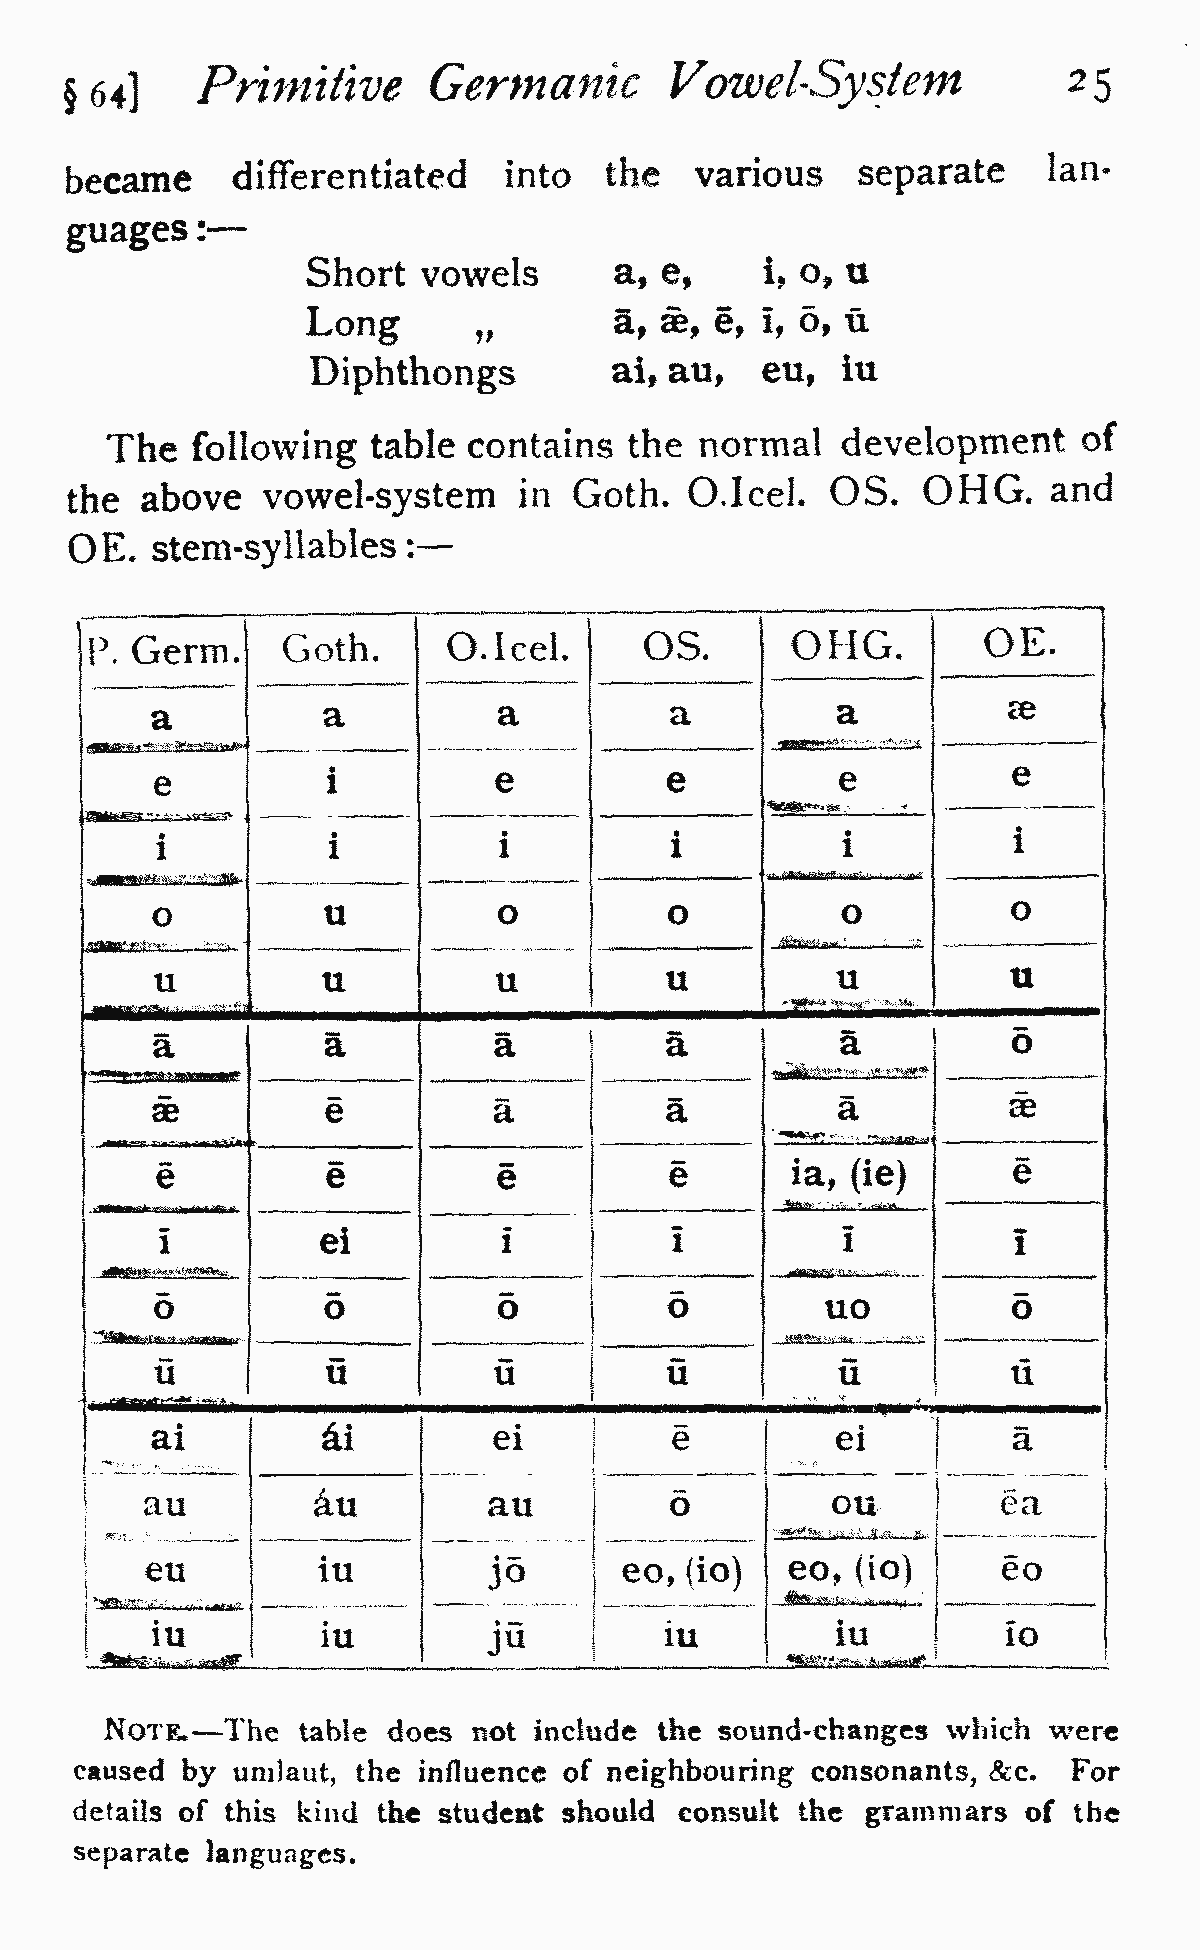 § 64] Primitive Germanic Vowel-System 25
became differentiated into the various separate lan-
guages :—
Short vowels a, e, i, o, u
Long „ ā, ǣ, ē, ī, ō, ū
Diphthongs ai, au, eu, iu
The following table contains the normal development of
the above vowel-system in Goth. O.Icel. OS. OHG. and
OE. stem-syllables :—
P. Germ. Goth. O.Icel. OS. OHG. OE.
a a a a a æ
e i e e e e
i i i i i i
o u o o o o
u u u u u u
ā ā ā ā ā ō
ǣ ē ā ā ā ǣ
ē ē ē ē ia, (ie) ē
ī ei ī ī ī ī
ō ō ō ō uo ō
ū ū ū ū ū ū
ai ái ei ē ei ā
au áu au ō ou ēa
eu iu jō eo, (io) eo, (io) ēo
iu iu jū iu iu īo
NOTE.—The table does not include the sound-changes which were
caused by umlaut, the influence of neighbouring consonants, &c. For
details of this kind the student should consult the grammars of the
separate languages.